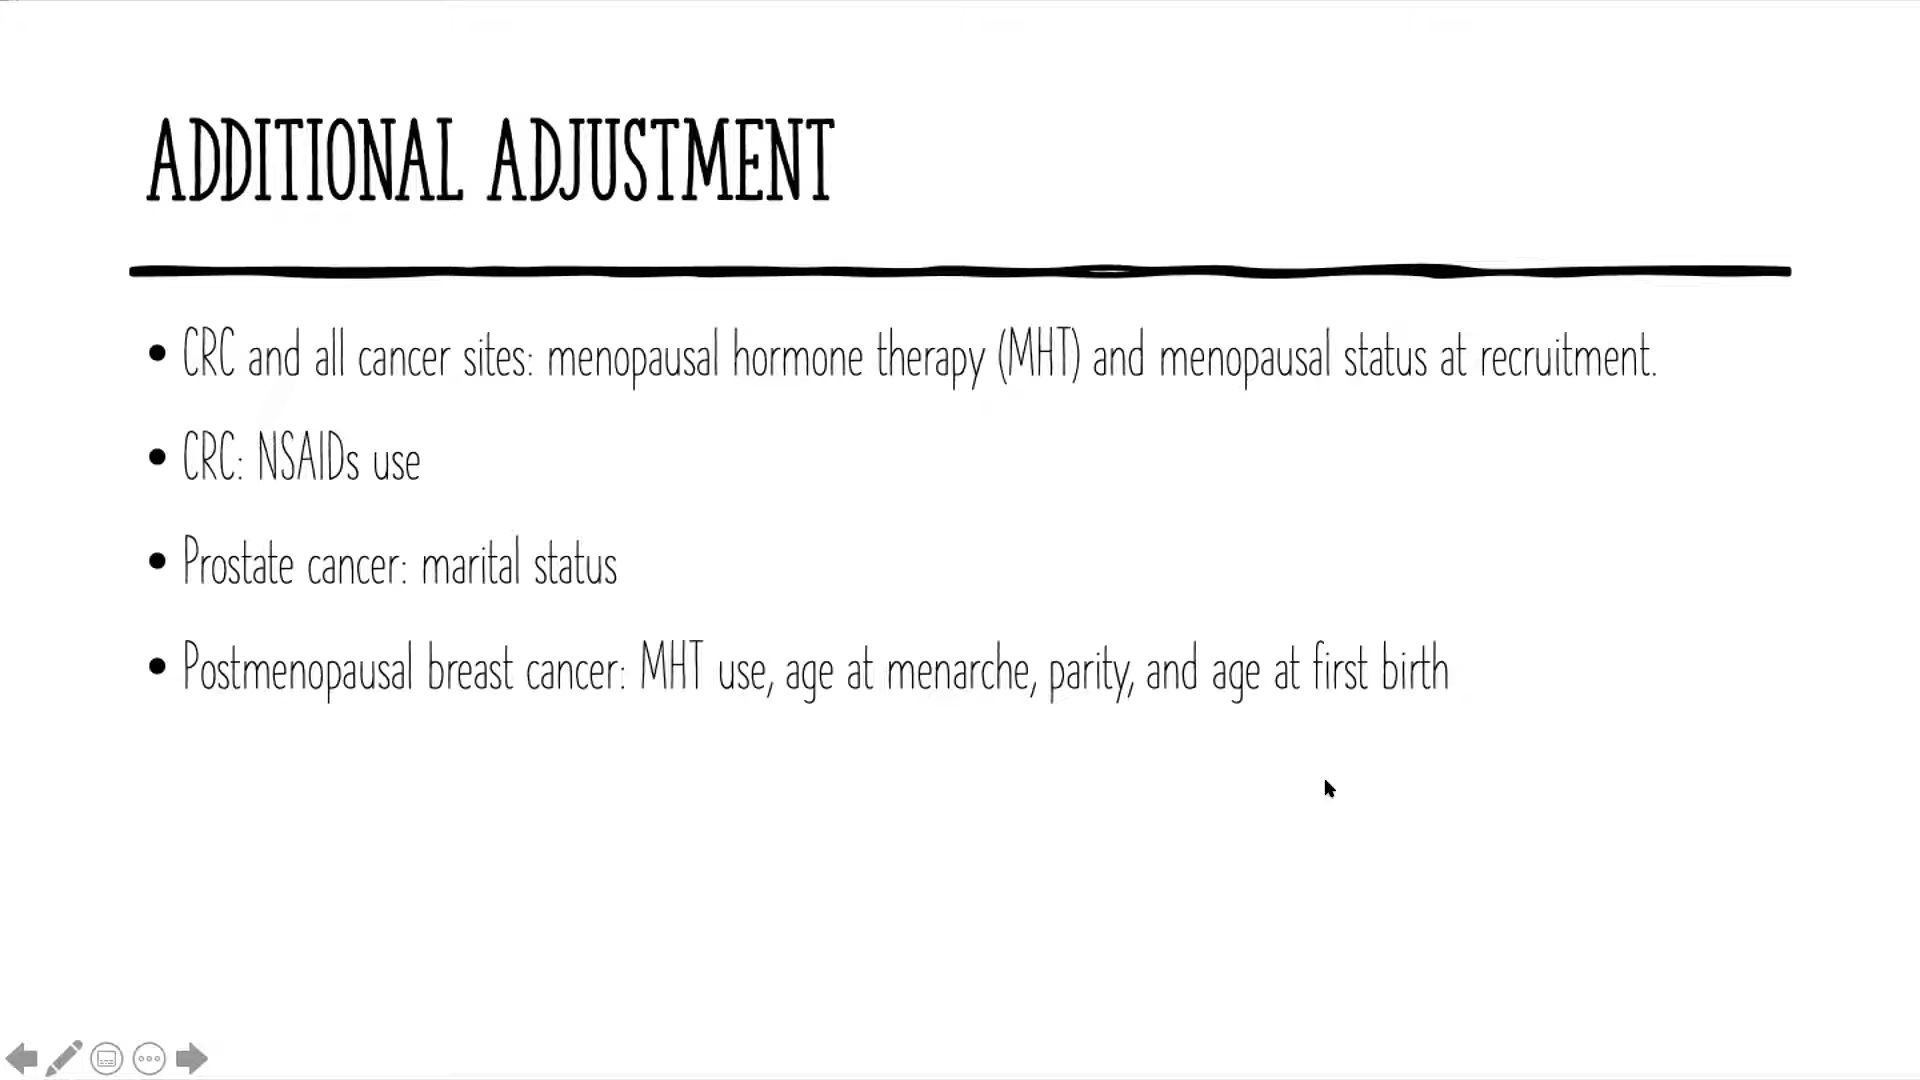 ADDITIONAL ADJUSTMENT
• CRC and all cancer sites: menopausal hormone therapy (MHT) and menopausal status at recruitment.
• CRC: NSAIDs use
• Prostate cancer: marital status
• Postmenopausal breast cancer: MHT use, age at menarche, parity, and age at first birth